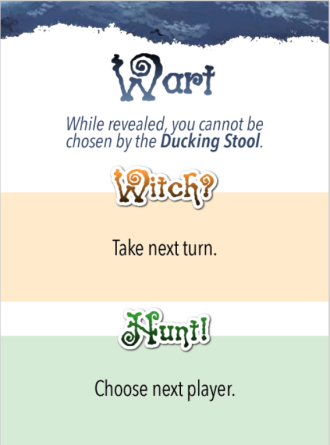 Wart
While revealed, you cannot be
chosen by the Ducking Stool.
Witch?
Take next turn.
Hunt!
Choose next player.